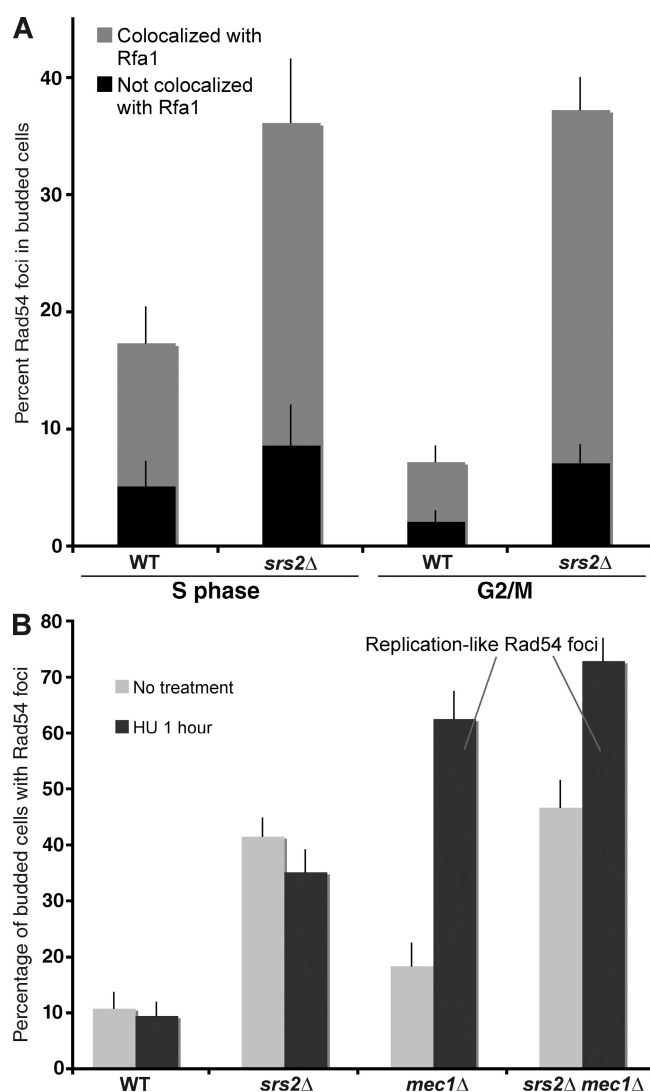 A
Colocalized with
Rfa1
Not colocalized
with Rfa1
Percent Rad54 foci in budded cells
40
30
20
10
0
WT
srs2Δ
WT
srs2Δ
S phase
G2/M
B
Replication-like Rad54 foci
No treatment
HU 1 hour
Percentage of budded cells with Rad54 foci
80
70
60
50
40
30
20
10
0
WT
srs2Δ
mec1Δ
srs2Δ mec1Δ